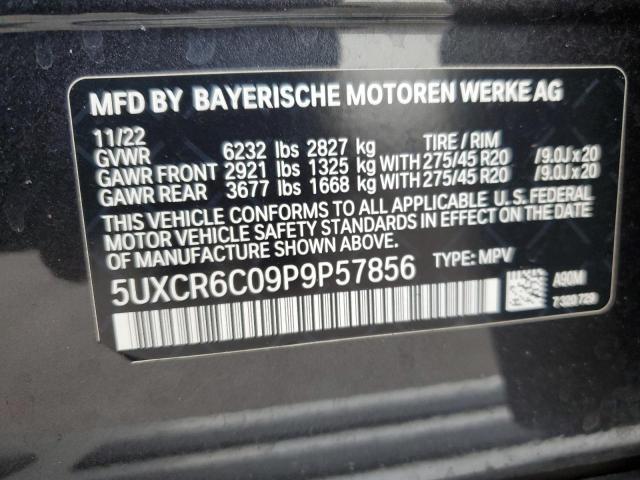 MFD BY BAYERISCHE MOTOREN WERKE AG
11/22
GVWR 6232 lbs 2827 kg TIRE / RIM
GAWR FRONT 2921 lbs 1325 kg WITH 275/45 R20 /9.0J x 20
GAWR REAR 3677 lbs 1668 kg WITH 275/45 R20 /9.0J x 20
THIS VEHICLE CONFORMS TO ALL APPLICABLE U. S. FEDERAL
MOTOR VEHICLE SAFETY STANDARDS IN EFFECT ON THE DATE
OF MANUFACTURE SHOWN ABOVE.
5UXCR6C09P9P57856 TYPE: MPV A90M
7 320 729